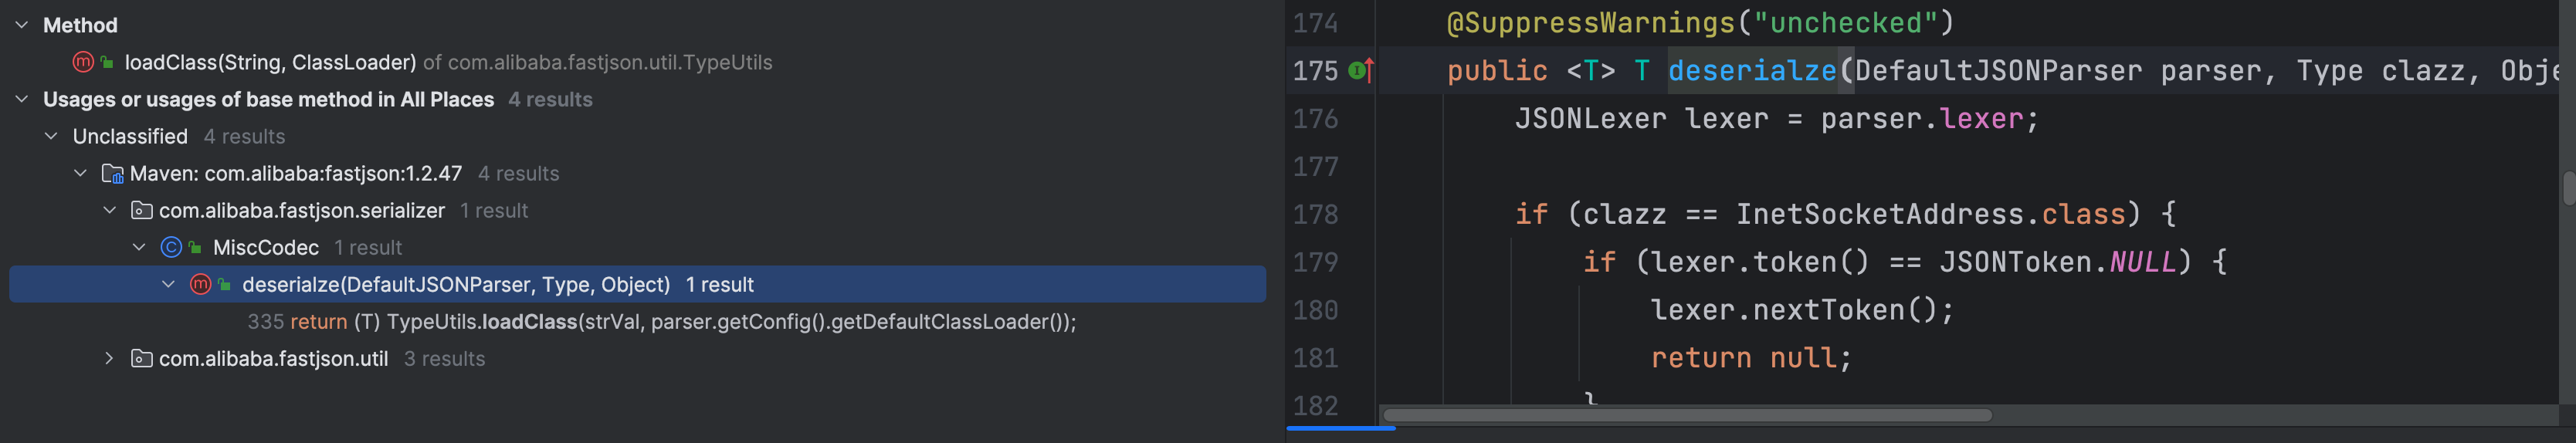 Method
loadClass(String, ClassLoader) of com.alibaba.fastjson.util.TypeUtils
Usages or usages of base method in All Places 4 results
Unclassified 4 results
Maven: com.alibaba:fastjson:1.2.47 4 results
com.alibaba.fastjson.serializer 1 result
MiscCodec 1 result
deserialze(DefaultJSONParser, Type, Object) 1 result
335 return (T) TypeUtils.loadClass(strVal, parser.getConfig().getDefaultClassLoader());
com.alibaba.fastjson.util 3 results
174 @SuppressWarnings("unchecked")
175 public <T> T deserialze(DefaultJSONParser parser, Type clazz, Obje
176 JSONLexer lexer = parser.lexer;
177
178 if (clazz == InetSocketAddress.class) {
179 if (lexer.token() == JSONToken.NULL) {
180 lexer.nextToken();
181 return null;
182 }